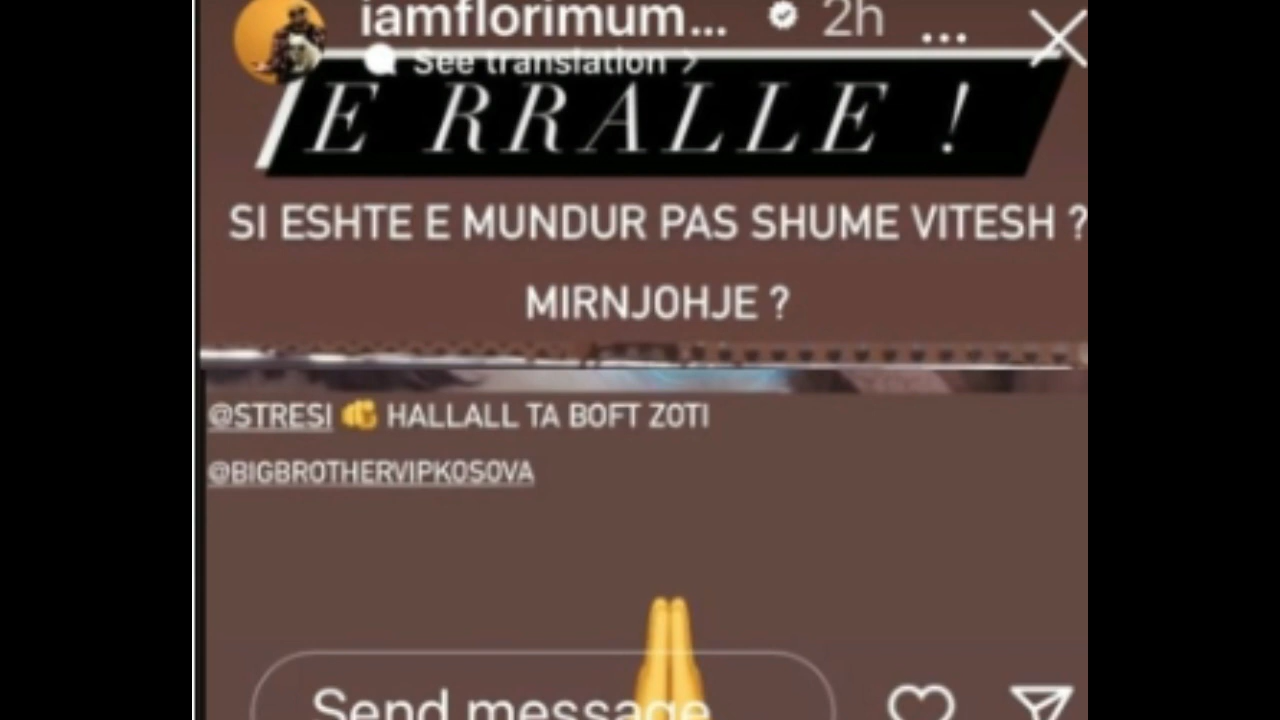 iamflorimum... 2h ...
See translation >
E RRALLE !
SI ESHTE E MUNDUR PAS SHUME VITESH ?
MIRNJOHJE ?
@STRESI HALLALL TA BOFT ZOTI
@BIGBROTHERVIPKOSOVA
Send message